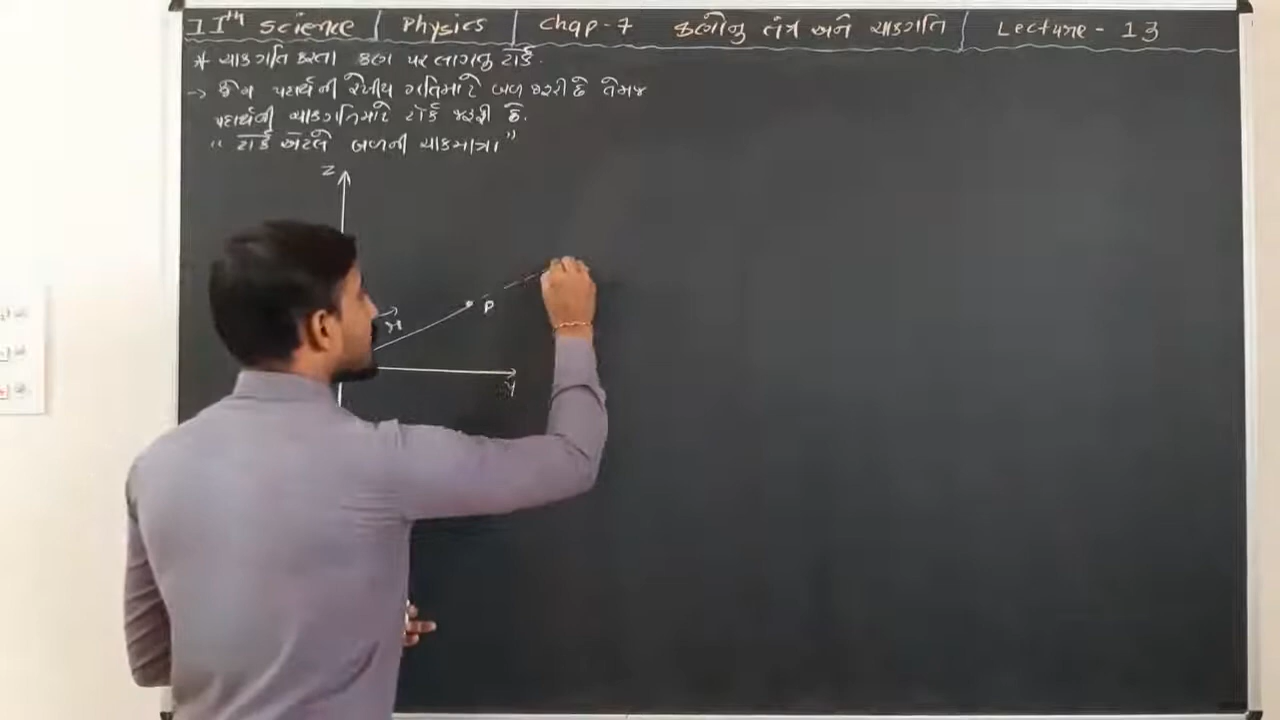 11th Science | Physics | Chap-7 કણોનુ તંત્ર અને ચાકગતિ | Lecture - 13
* ચાકગતિ કરતા કણ પર લાગતુ ટૉર્ક.
→ જેમ પદાર્થની રેખીય ગતિમાટે બળ જરૂરી છે તેમજ
પદાર્થની ચાકગતિમાટે ટૉર્ક જરૂરી છે.
" ટૉર્ક એટલે બળની ચાકમાત્રા "
Z
P
r
Y